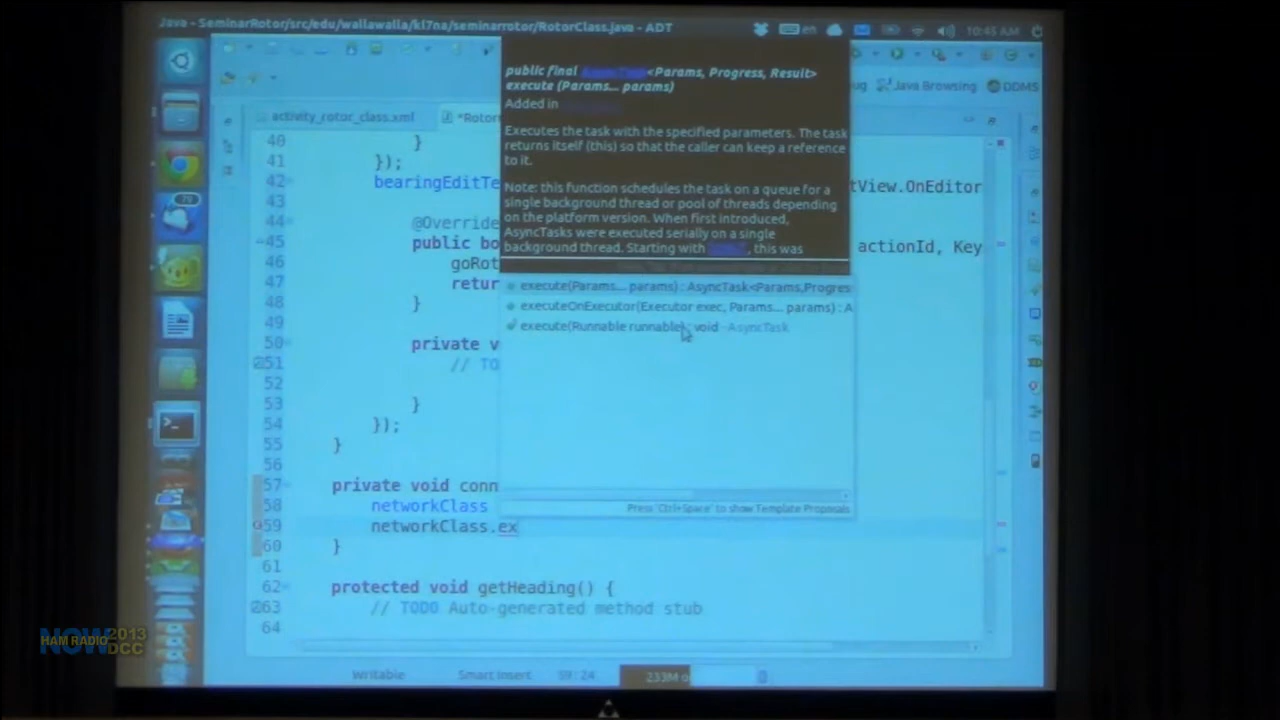 Java - SeminarRotor/src/edu/wallawalla/kl7na/seminarrotor/RotorClass.java - ADT
en
10:45 AM
Java Browsing
DDMS
activity_rotor_class.xml
*Rotor
public final AsyncTask<Params, Progress, Result>
execute (Params... params)
Added in
Executes the task with the specified parameters. The task
returns itself (this) so that the caller can keep a reference
to it.
Note: this function schedules the task on a queue for a
single background thread or pool of threads depending
on the platform version. When first introduced,
AsyncTasks were executed serially on a single
background thread. Starting with , this was
execute(Params... params) : AsyncTask<Params,Progres
executeOnExecutor(Executor exec, Params... params) : A
execute(Runnable runnable) : void - AsyncTask
Press 'Ctrl+Space' to show Template Proposals
40 }
41 });
42 bearingEditTe tView.OnEditor
43
44 @Override
45 public bo actionId, Key
46 goRot
47 retur
48 }
49
50 private v
51 // TO
52
53 }
54 });
55 }
56
57 private void conn
58 networkClass
59 networkClass.ex
60 }
61
62 protected void getHeading() {
63 // TODO Auto-generated method stub
64
Writable
Smart Insert
59 : 24
233M o
HAM RADIO
NOW
2013
DCC